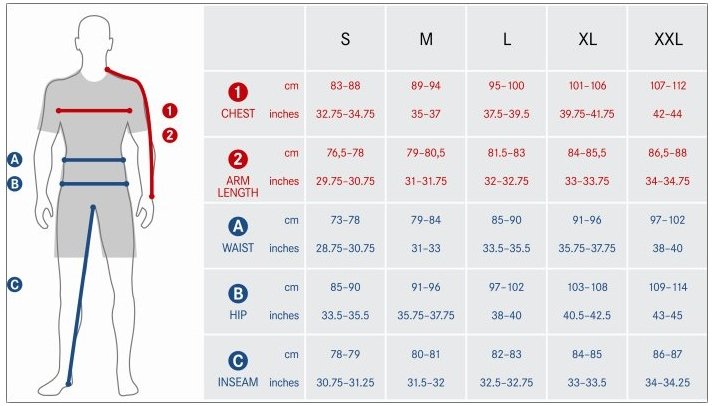 S M L XL XXL
1 cm 83–88 89–94 95–100 101–106 107–112
CHEST inches 32.75–34.75 35–37 37.5–39.5 39.75–41.75 42–44
1
2
2 cm 76,5–78 79–80,5 81.5–83 84–85,5 86,5–88
ARM LENGTH inches 29.75–30.75 31–31.75 32–32.75 33–33.75 34–34.75
A
B
A cm 73–78 79–84 85–90 91–96 97–102
WAIST inches 28.75–30.75 31–33 33.5–35.5 35.75–37.75 38–40
C
B cm 85–90 91–96 97–102 103–108 109–114
HIP inches 33.5–35.5 35.75–37.75 38–40 40.5–42.5 43–45
C cm 78–79 80–81 82–83 84–85 86–87
INSEAM inches 30.75–31.25 31.5–32 32.5–32.75 33–33.5 34–34.25